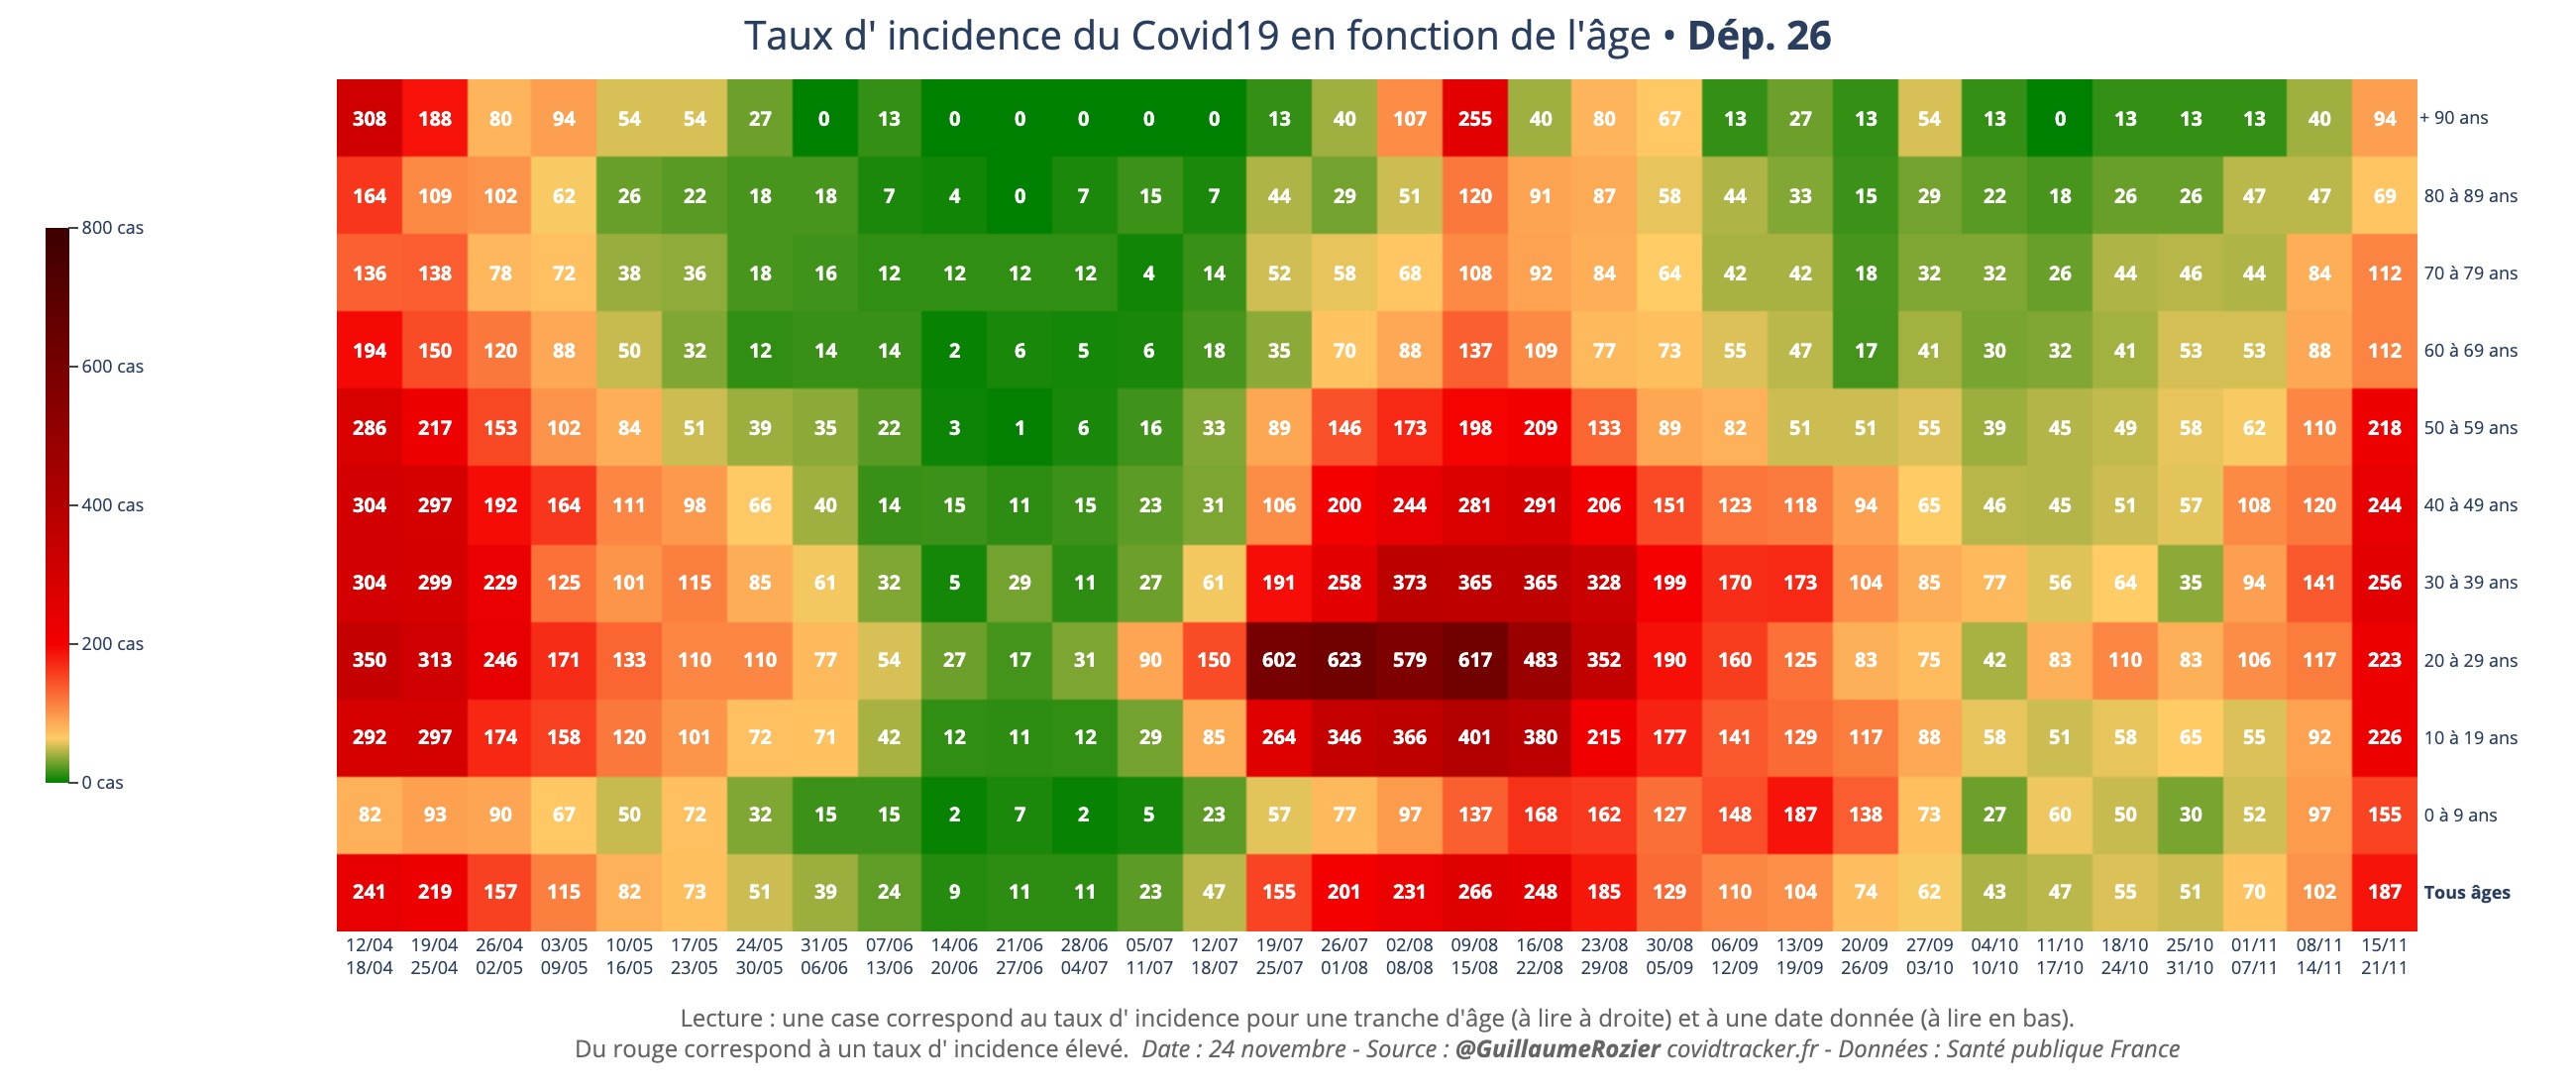 Taux d' incidence du Covid19 en fonction de l'âge • Dép. 26
800 cas
600 cas
400 cas
200 cas
0 cas
308 188 80 94 54 54 27 0 13 0 0 0 0 0 13 40 107 255 40 80 67 13 27 13 54 13 0 13 13 13 40 94 + 90 ans
164 109 102 62 26 22 18 18 7 4 0 7 15 7 44 29 51 120 91 87 58 44 33 15 29 22 18 26 26 47 47 69 80 à 89 ans
136 138 78 72 38 36 18 16 12 12 12 12 4 14 52 58 68 108 92 84 64 42 42 18 32 32 26 44 46 44 84 112 70 à 79 ans
194 150 120 88 50 32 12 14 14 2 6 5 6 18 35 70 88 137 109 77 73 55 47 17 41 30 32 41 53 53 88 112 60 à 69 ans
286 217 153 102 84 51 39 35 22 3 1 6 16 33 89 146 173 198 209 133 89 82 51 51 55 39 45 49 58 62 110 218 50 à 59 ans
304 297 192 164 111 98 66 40 14 15 11 15 23 31 106 200 244 281 291 206 151 123 118 94 65 46 45 51 57 108 120 244 40 à 49 ans
304 299 229 125 101 115 85 61 32 5 29 11 27 61 191 258 373 365 365 328 199 170 173 104 85 77 56 64 35 94 141 256 30 à 39 ans
350 313 246 171 133 110 110 77 54 27 17 31 90 150 602 623 579 617 483 352 190 160 125 83 75 42 83 110 83 106 117 223 20 à 29 ans
292 297 174 158 120 101 72 71 42 12 11 12 29 85 264 346 366 401 380 215 177 141 129 117 88 58 51 58 65 55 92 226 10 à 19 ans
82 93 90 67 50 72 32 15 15 2 7 2 5 23 57 77 97 137 168 162 127 148 187 138 73 27 60 50 30 52 97 155 0 à 9 ans
241 219 157 115 82 73 51 39 24 9 11 11 23 47 155 201 231 266 248 185 129 110 104 74 62 43 47 55 51 70 102 187 Tous âges
12/04 19/04 26/04 03/05 10/05 17/05 24/05 31/05 07/06 14/06 21/06 28/06 05/07 12/07 19/07 26/07 02/08 09/08 16/08 23/08 30/08 06/09 13/09 20/09 27/09 04/10 11/10 18/10 25/10 01/11 08/11 15/11
18/04 25/04 02/05 09/05 16/05 23/05 30/05 06/06 13/06 20/06 27/06 04/07 11/07 18/07 25/07 01/08 08/08 15/08 22/08 29/08 05/09 12/09 19/09 26/09 03/10 10/10 17/10 24/10 31/10 07/11 14/11 21/11
Lecture : une case correspond au taux d' incidence pour une tranche d'âge (à lire à droite) et à une date donnée (à lire en bas).
Du rouge correspond à un taux d' incidence élevé. Date : 24 novembre - Source : @GuillaumeRozier covidtracker.fr - Données : Santé publique France